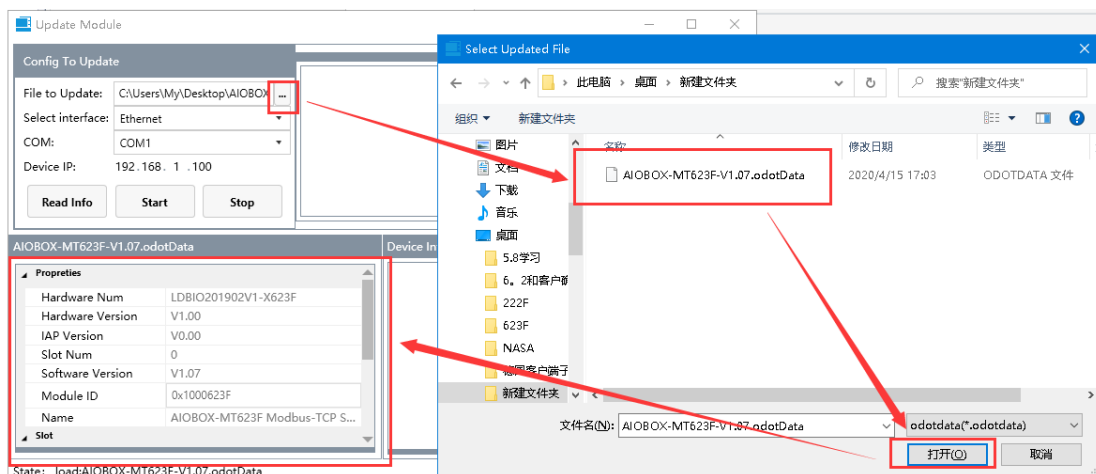 Update Module
Config To Update
File to Update: C:\Users\My\Desktop\AIOBOX ...
Select interface: Ethernet
COM: COM1
Device IP: 192.168. 1 .100
Read Info Start Stop
AIOBOX-MT623F-V1.07.odotData
Device In
Propreties
Hardware Num LDBIO201902V1-X623F
Hardware Version V1.00
IAP Version V0.00
Slot Num 0
Software Version V1.07
Module ID 0x1000623F
Name AIOBOX-MT623F Modbus-TCP S...
Slot
State: load:AIOBOX-MT623F-V1.07.odotData
Select Updated File
此电脑 › 桌面 › 新建文件夹
搜索"新建文件夹"
组织 新建文件夹
图片
文档
下载
音乐
桌面
5.8学习
6。2和客户
222F
623F
NASA
德国客户端子
新建文件夹
名称 修改日期 类型
AIOBOX-MT623F-V1.07.odotData 2020/4/15 17:03 ODOTDATA 文件
文件名(N): AIOBOX-MT623F-V1.07.odotData odotdata(*.odotdata)
打开(O) 取消